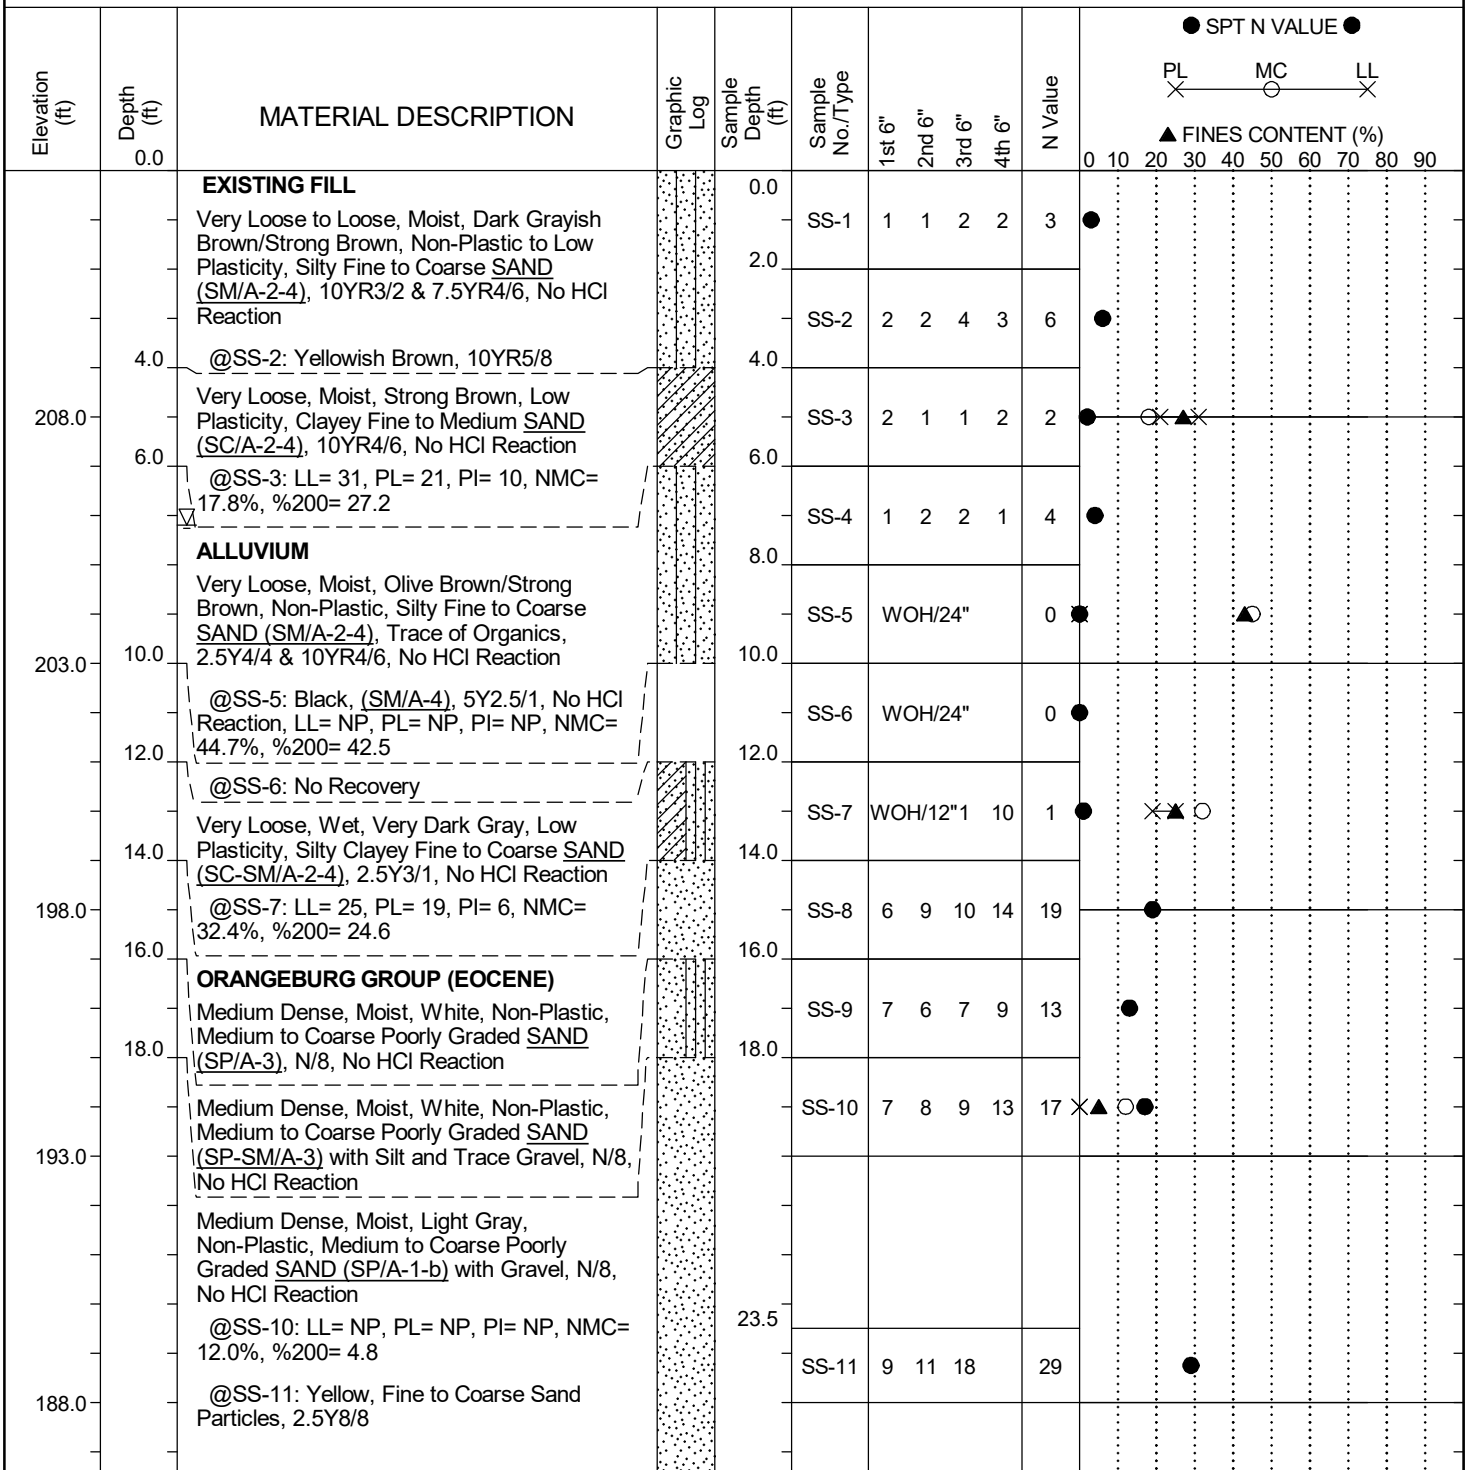 Elevation (ft)
Depth (ft)
0.0
MATERIAL DESCRIPTION
Graphic Log
Sample Depth (ft)
Sample No./Type
1st 6"
2nd 6"
3rd 6"
4th 6"
N Value
SPT N VALUE
PL MC LL
FINES CONTENT (%)
0 10 20 30 40 50 60 70 80 90
EXISTING FILL
Very Loose to Loose, Moist, Dark Grayish
Brown/Strong Brown, Non-Plastic to Low
Plasticity, Silty Fine to Coarse SAND
(SM/A-2-4), 10YR3/2 & 7.5YR4/6, No HCl
Reaction
@SS-2: Yellowish Brown, 10YR5/8
4.0
Very Loose, Moist, Strong Brown, Low
Plasticity, Clayey Fine to Medium SAND
(SC/A-2-4), 10YR4/6, No HCl Reaction
208.0
6.0
@SS-3: LL= 31, PL= 21, PI= 10, NMC=
17.8%, %200= 27.2
ALLUVIUM
Very Loose, Moist, Olive Brown/Strong
Brown, Non-Plastic, Silty Fine to Coarse
SAND (SM/A-2-4), Trace of Organics,
2.5Y4/4 & 10YR4/6, No HCl Reaction
10.0
203.0
@SS-5: Black, (SM/A-4), 5Y2.5/1, No HCl
Reaction, LL= NP, PL= NP, PI= NP, NMC=
44.7%, %200= 42.5
12.0
@SS-6: No Recovery
Very Loose, Wet, Very Dark Gray, Low
Plasticity, Silty Clayey Fine to Coarse SAND
(SC-SM/A-2-4), 2.5Y3/1, No HCl Reaction
14.0
@SS-7: LL= 25, PL= 19, PI= 6, NMC=
32.4%, %200= 24.6
198.0
16.0
ORANGEBURG GROUP (EOCENE)
Medium Dense, Moist, White, Non-Plastic,
Medium to Coarse Poorly Graded SAND
(SP/A-3), N/8, No HCl Reaction
18.0
Medium Dense, Moist, White, Non-Plastic,
Medium to Coarse Poorly Graded SAND
(SP-SM/A-3) with Silt and Trace Gravel, N/8,
No HCl Reaction
193.0
Medium Dense, Moist, Light Gray,
Non-Plastic, Medium to Coarse Poorly
Graded SAND (SP/A-1-b) with Gravel, N/8,
No HCl Reaction
@SS-10: LL= NP, PL= NP, PI= NP, NMC=
12.0%, %200= 4.8
@SS-11: Yellow, Fine to Coarse Sand
Particles, 2.5Y8/8
188.0
0.0
SS-1 1 1 2 2 3
2.0
SS-2 2 2 4 3 6
4.0
SS-3 2 1 1 2 2
6.0
SS-4 1 2 2 1 4
8.0
SS-5 WOH/24" 0
10.0
SS-6 WOH/24" 0
12.0
SS-7 WOH/12" 1 10 1
14.0
SS-8 6 9 10 14 19
16.0
SS-9 7 6 7 9 13
18.0
SS-10 7 8 9 13 17
23.5
SS-11 9 11 18 29